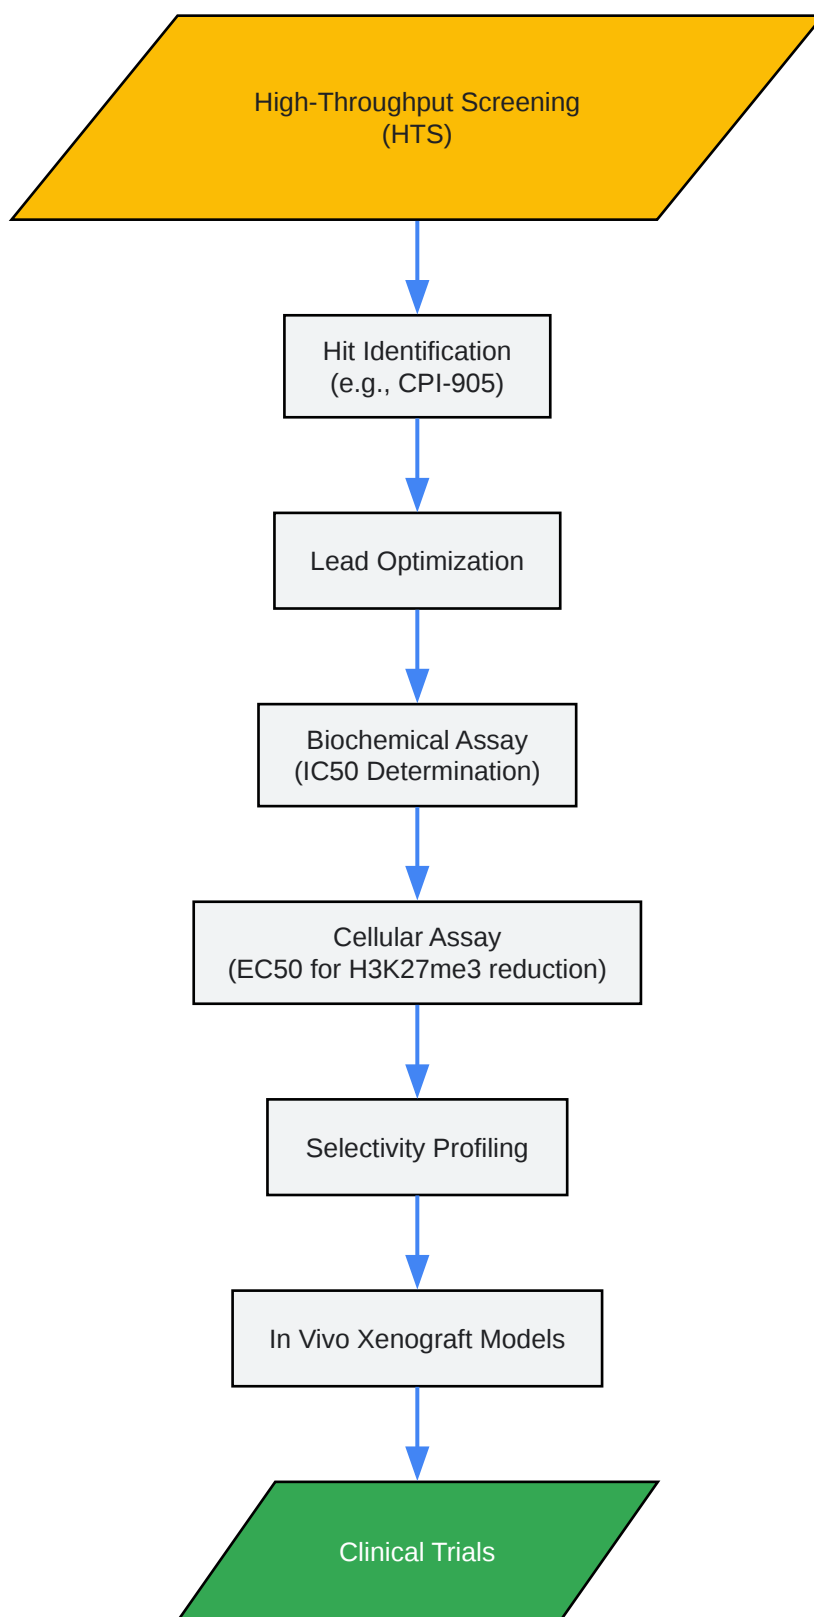 High-Throughput Screening
(HTS)
Hit Identification
(e.g., CPI-905)
Lead Optimization
Biochemical Assay
(IC50 Determination)
Cellular Assay
(EC50 for H3K27me3 reduction)
Selectivity Profiling
In Vivo Xenograft Models
Clinical Trials